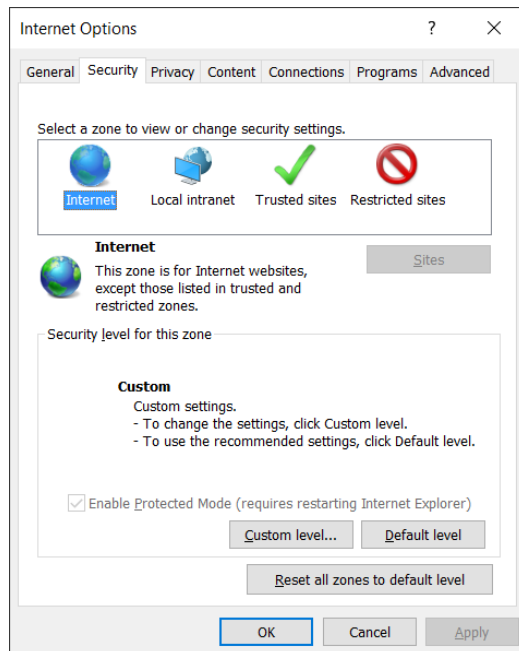 Internet Options
General Security Privacy Content Connections Programs Advanced
Select a zone to view or change security settings.
Internet Local intranet Trusted sites Restricted sites
Internet
This zone is for Internet websites,
except those listed in trusted and
restricted zones.
Sites
Security level for this zone
Custom
Custom settings.
- To change the settings, click Custom level.
- To use the recommended settings, click Default level.
Enable Protected Mode (requires restarting Internet Explorer)
Custom level... Default level
Reset all zones to default level
OK Cancel Apply